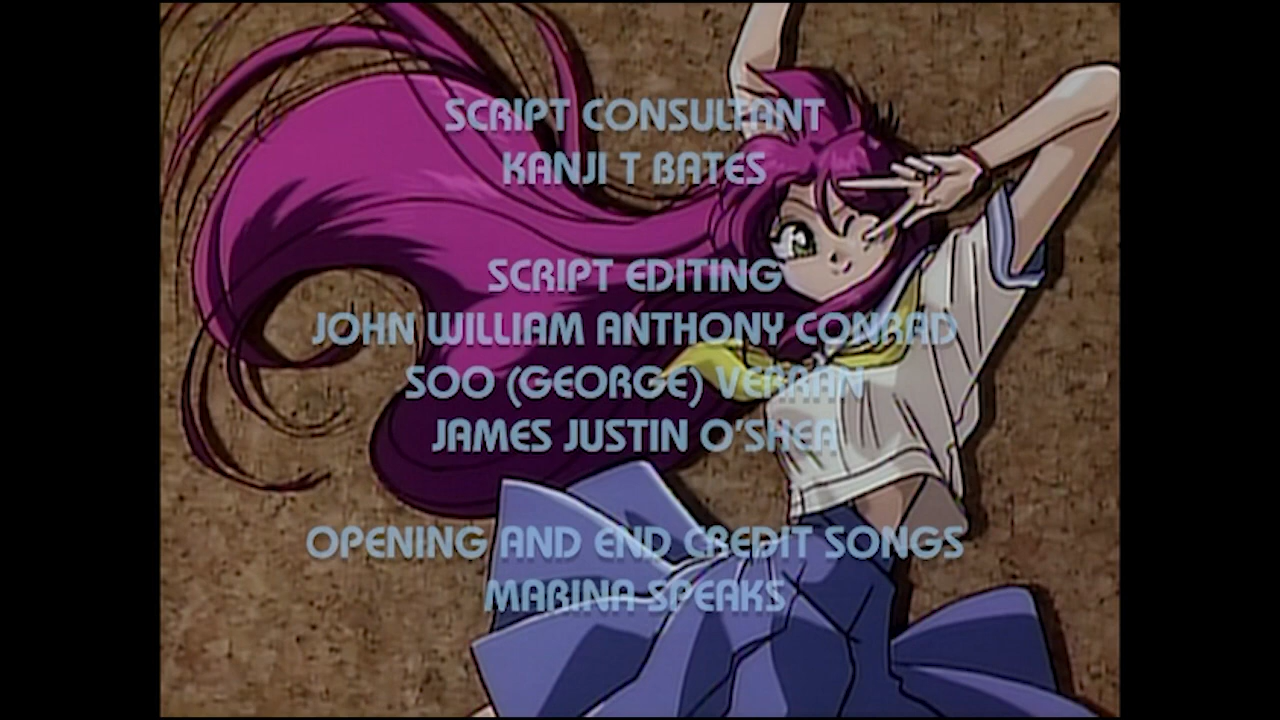 SCRIPT CONSULTANT
KANJI T BATES
SCRIPT EDITING
JOHN WILLIAM ANTHONY CONRAD
SOO (GEORGE) VERRAN
JAMES JUSTIN O'SHEA
OPENING AND END CREDIT SONGS
MARINA SPEAKS